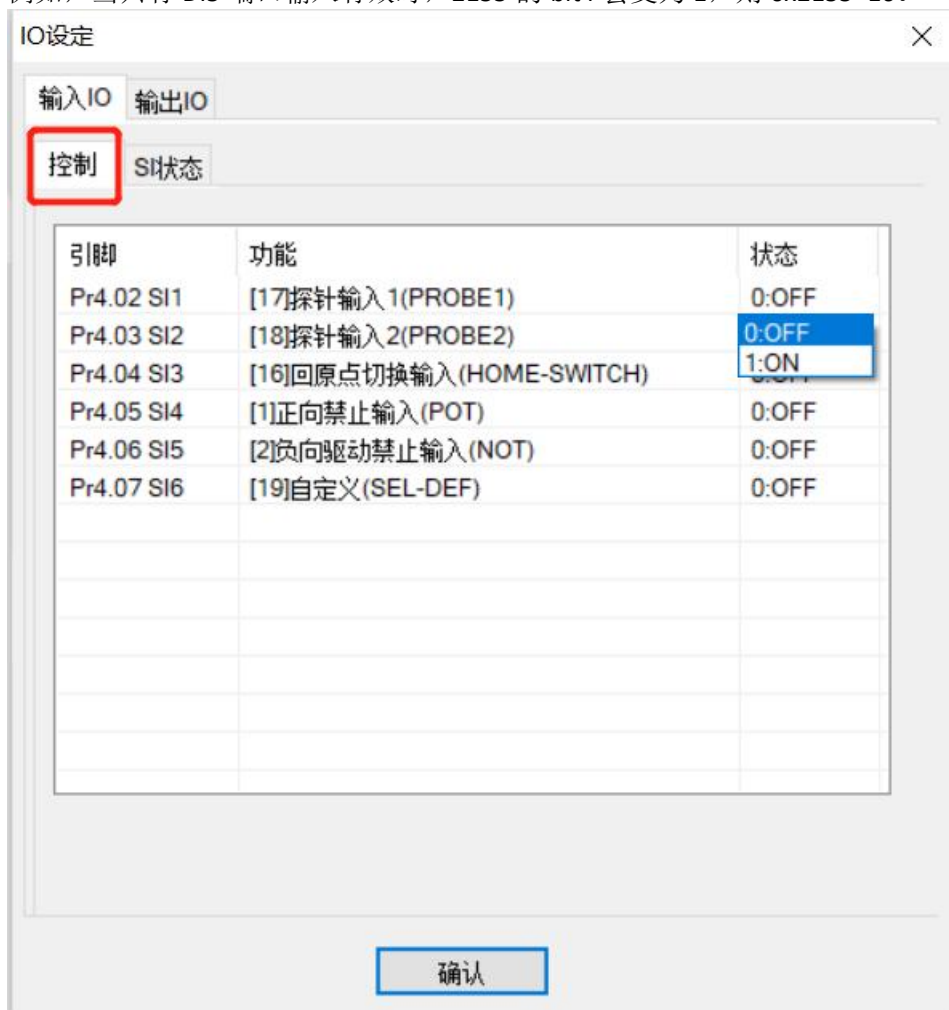 IO设定
输入IO 输出IO
控制 SI状态
引脚 功能 状态
Pr4.02 SI1 [17]探针输入1(PROBE1) 0:OFF
Pr4.03 SI2 [18]探针输入2(PROBE2) 0:OFF
1:ON
Pr4.04 SI3 [16]回原点切换输入(HOME-SWITCH)
Pr4.05 SI4 [1]正向禁止输入(POT) 0:OFF
Pr4.06 SI5 [2]负向驱动禁止输入(NOT) 0:OFF
Pr4.07 SI6 [19]自定义(SEL-DEF) 0:OFF
确认